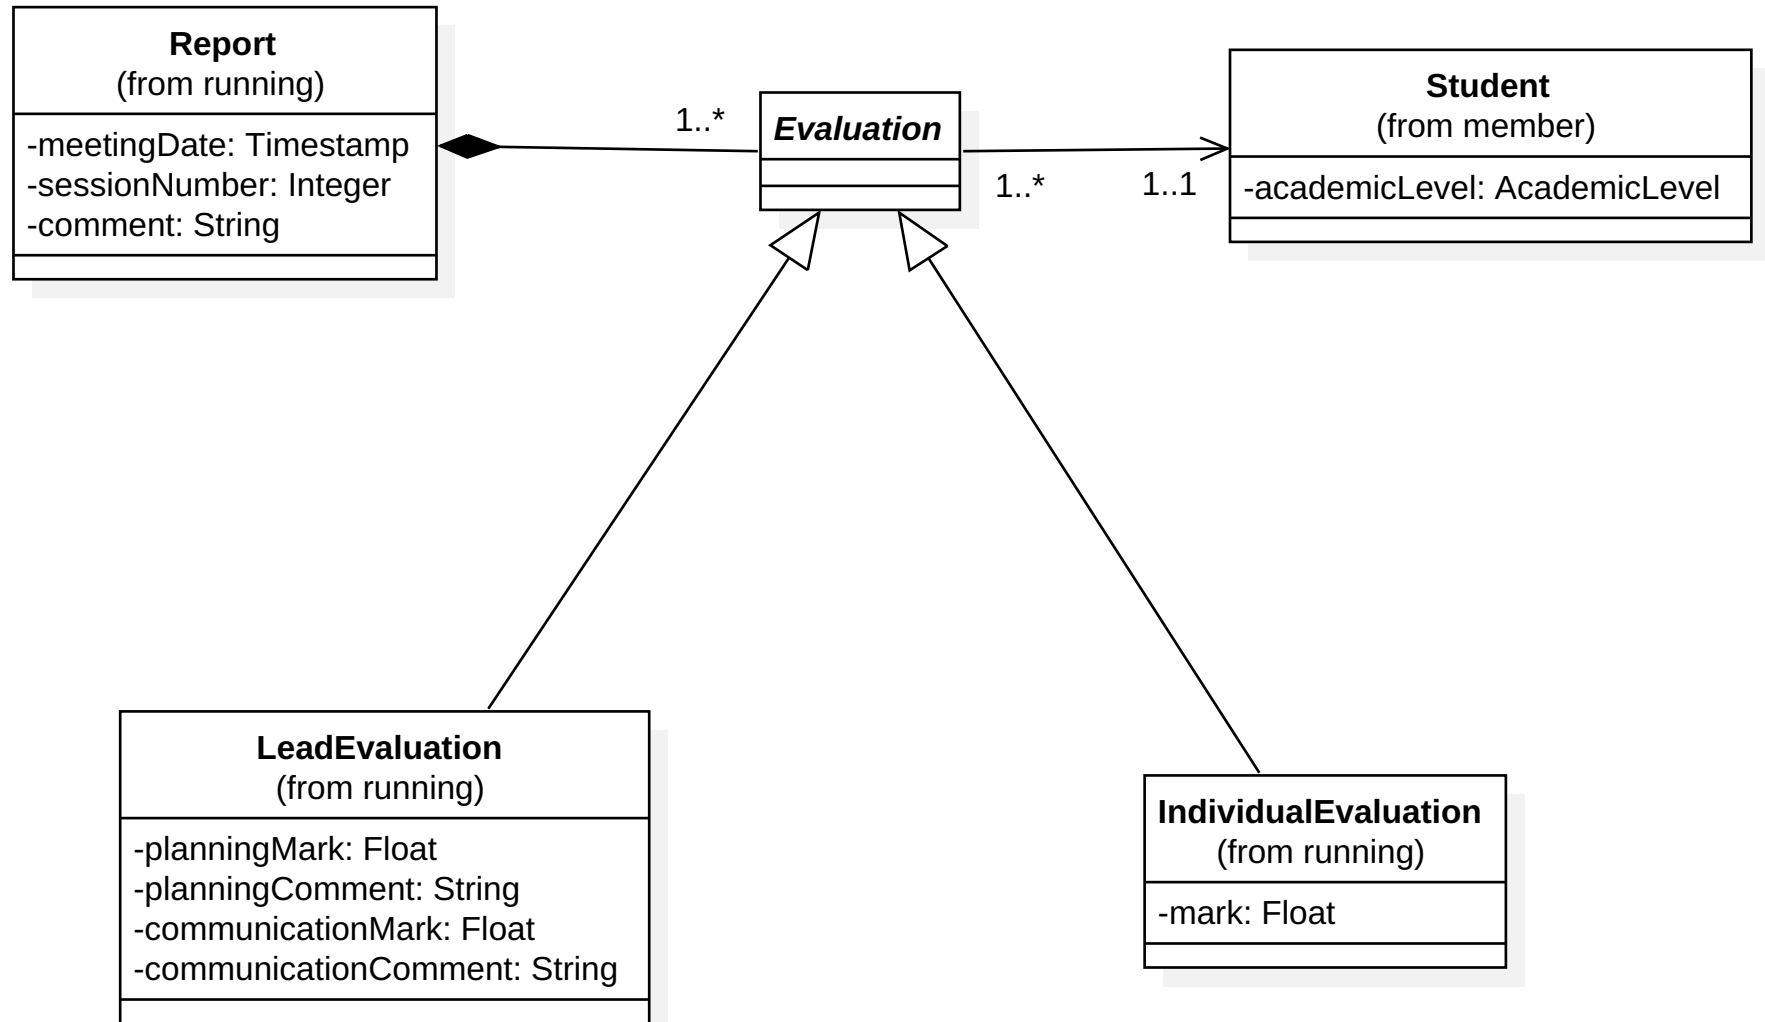 Report
(from running)
-meetingDate: Timestamp
-sessionNumber: Integer
-comment: String
1..*
Evaluation
1..*
1..1
Student
(from member)
-academicLevel: AcademicLevel
LeadEvaluation
(from running)
-planningMark: Float
-planningComment: String
-communicationMark: Float
-communicationComment: String
IndividualEvaluation
(from running)
-mark: Float